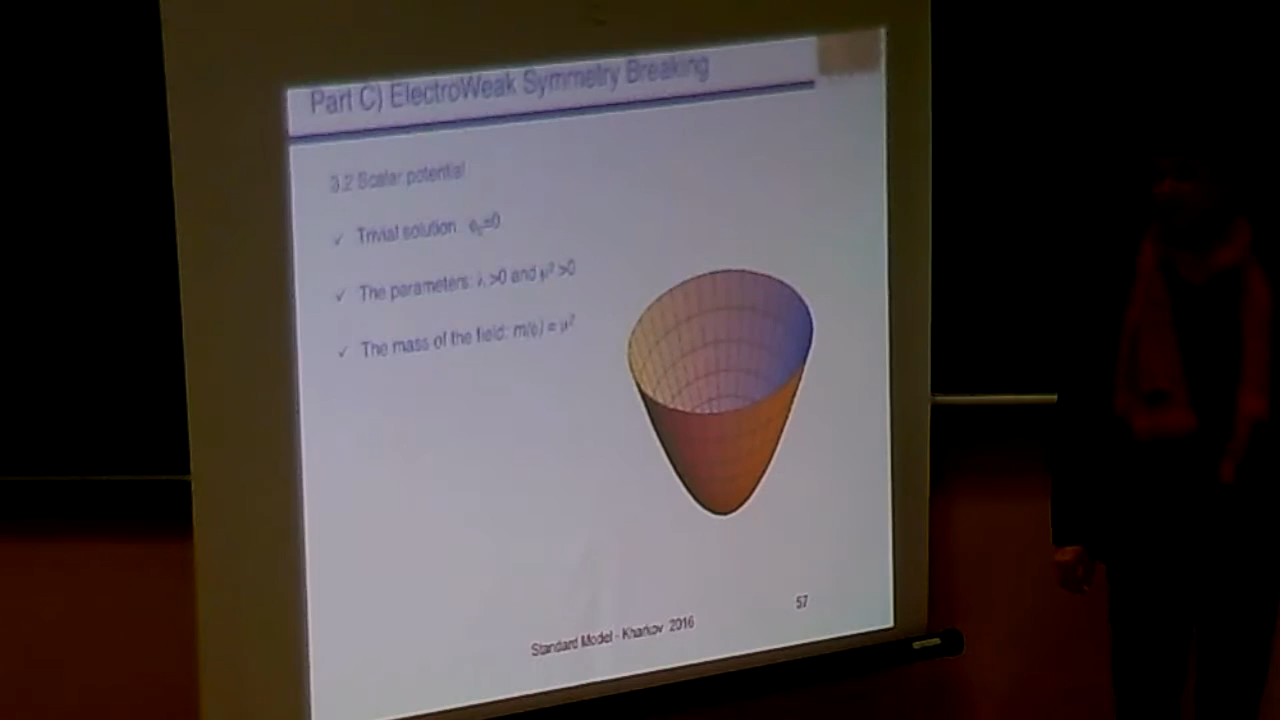 Part C) ElectroWeak Symmetry Breaking
3.2 Scalar potential
✓ Trivial solution φ₀=0
✓ The parameters: λ >0 and μ² >0
✓ The mass of the field: m(φ) = μ²
57
Standard Model - Kharkov 2016